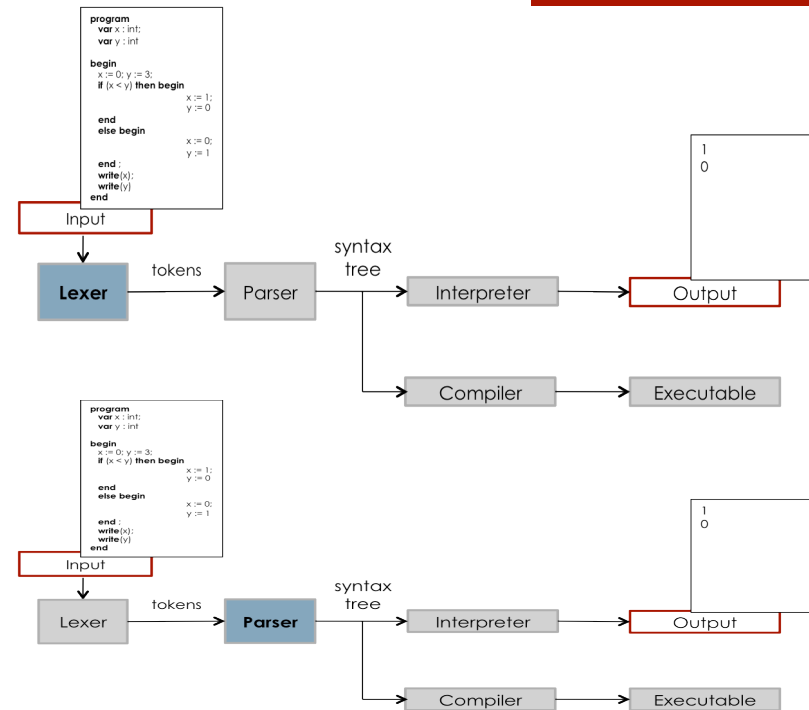 program
var x : int;
var y : int
begin
x := 0; y := 3;
if (x < y) then begin
x := 1;
y := 0
end
else begin
x := 0;
y := 1
end ;
write(x);
write(y)
end
1
0
Input
syntax
tree
tokens
Lexer
Parser
Interpreter
Output
Compiler
Executable
program
var x : int;
var y : int
begin
x := 0; y := 3;
if (x < y) then begin
x := 1;
y := 0
end
else begin
x := 0;
y := 1
end ;
write(x);
write(y)
end
1
0
Input
syntax
tree
tokens
Lexer
Parser
Interpreter
Output
Compiler
Executable